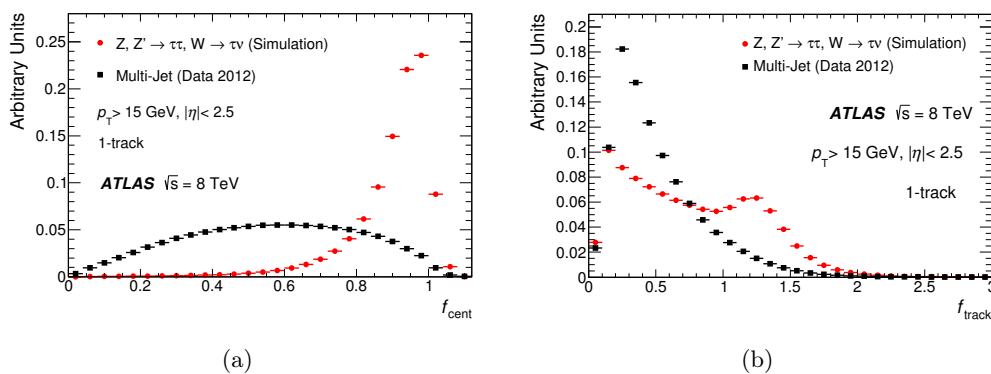 Arbitrary Units
0.25
0.2
0.15
0.1
0.05
0
Z, Z' → ττ, W → τν (Simulation)
Multi-Jet (Data 2012)
p_T> 15 GeV, |η|< 2.5
1-track
ATLAS √s = 8 TeV
0 0.2 0.4 0.6 0.8 1
f_cent
(a)
Arbitrary Units
0.2
0.18
0.16
0.14
0.12
0.1
0.08
0.06
0.04
0.02
Z, Z' → ττ, W → τν (Simulation)
Multi-Jet (Data 2012)
ATLAS √s = 8 TeV
p_T> 15 GeV, |η|< 2.5
1-track
0 0.5 1 1.5 2 2.5 3
f_track
(b)